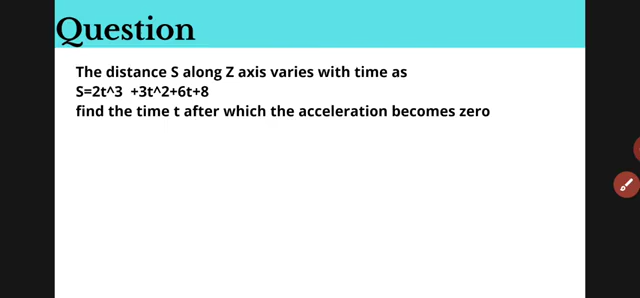 Question
The distance S along Z axis varies with time as
S=2t^3  +3t^2+6t+8
find the time t after which the acceleration becomes zero